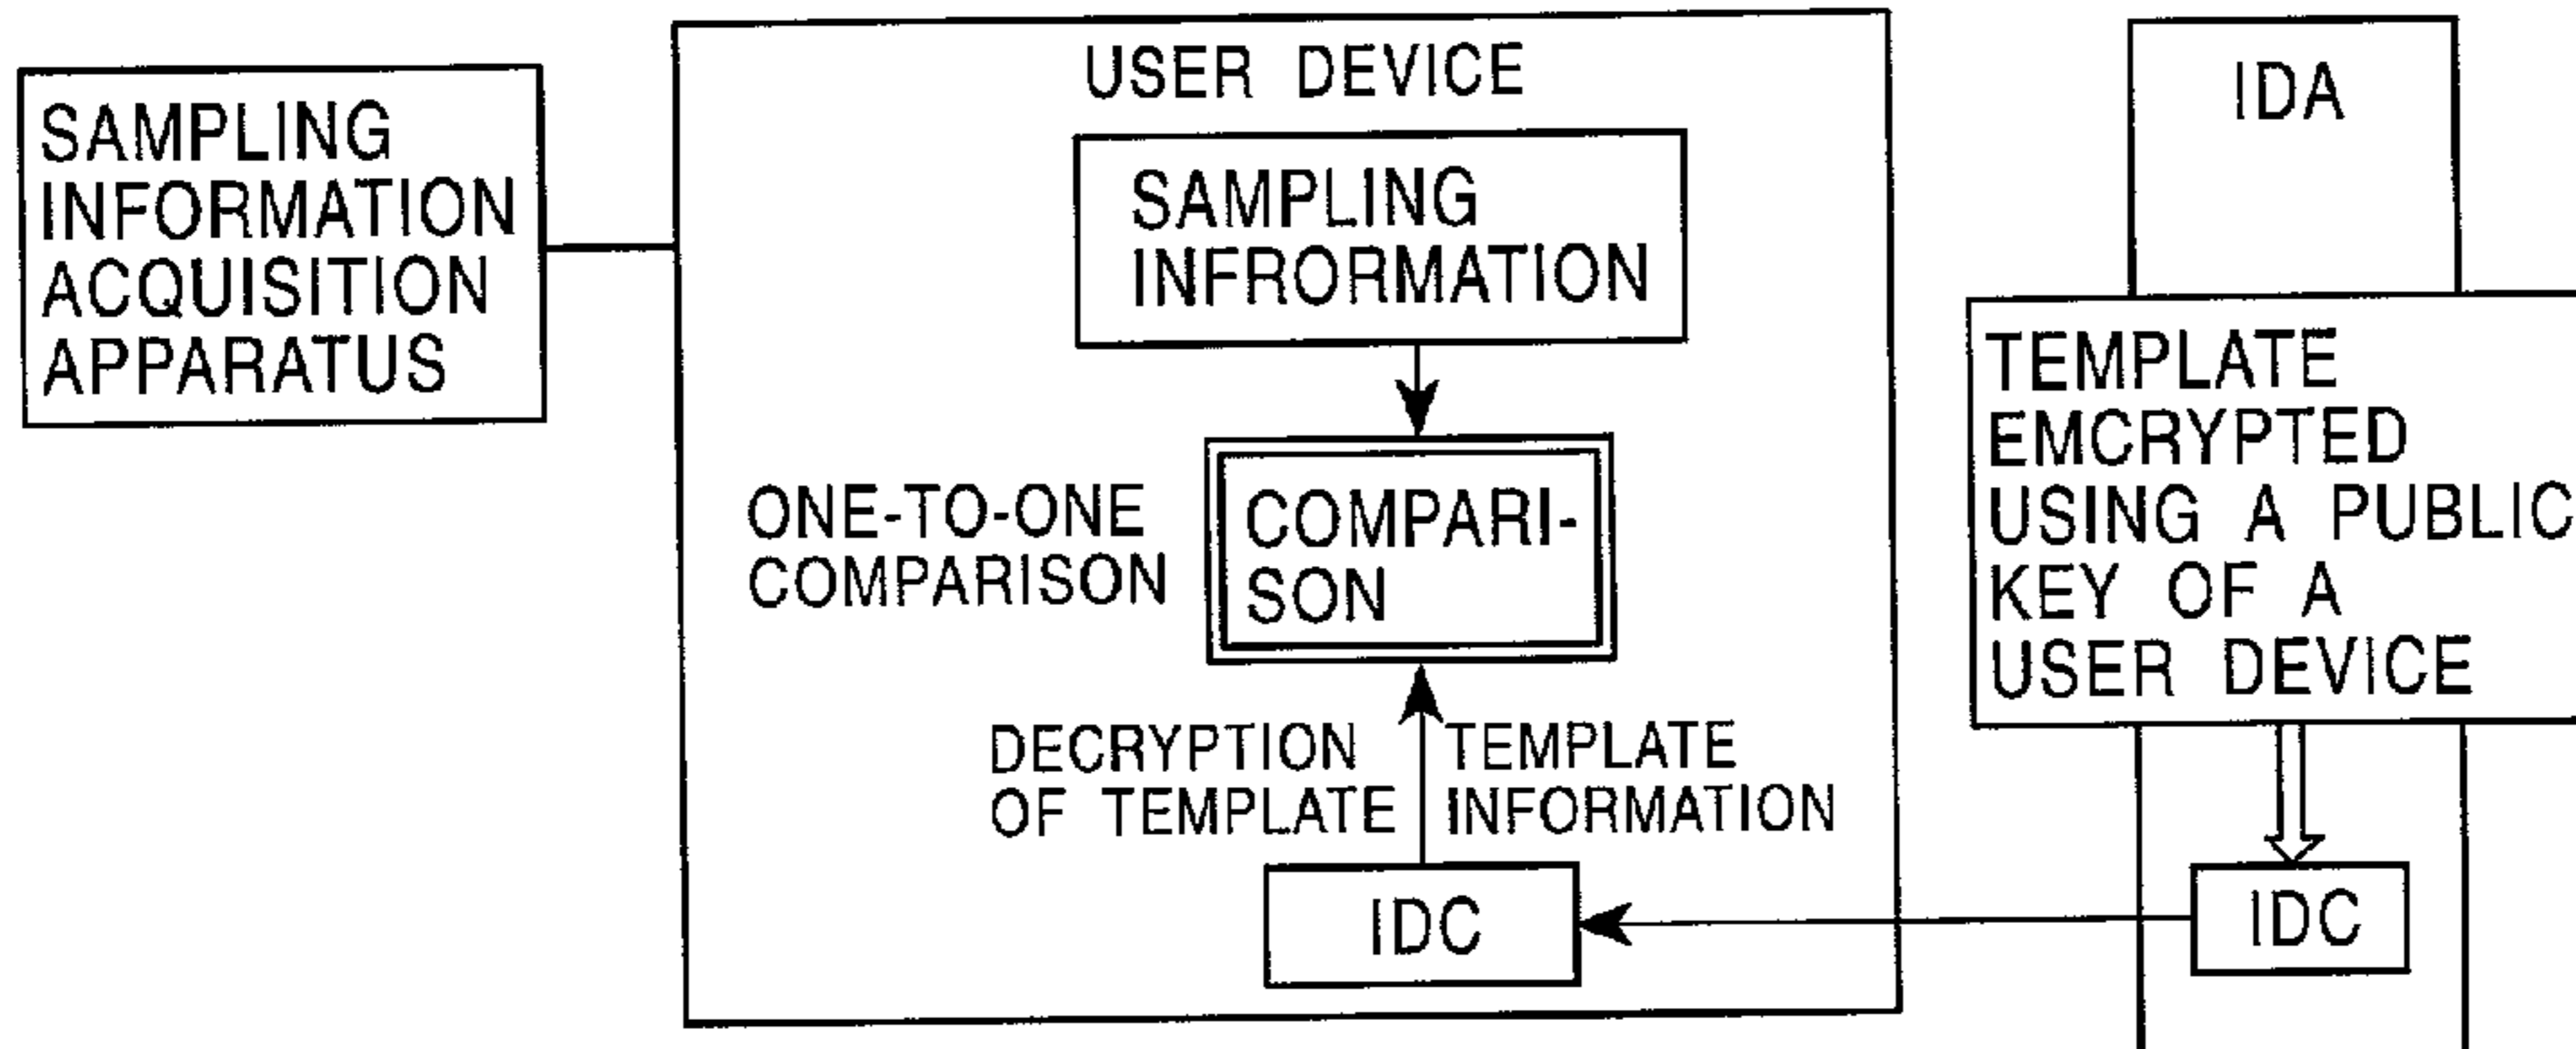 SAMPLING
INFORMATION
ACQUISITION
APPARATUS
USER DEVICE
SAMPLING
INFRORMATION
ONE-TO-ONE
COMPARISON
COMPARI-
SON
DECRYPTION
OF TEMPLATE
TEMPLATE
INFORMATION
IDC
IDA
TEMPLATE
EMCRYPTED
USING A PUBLIC
KEY OF A
USER DEVICE
IDC